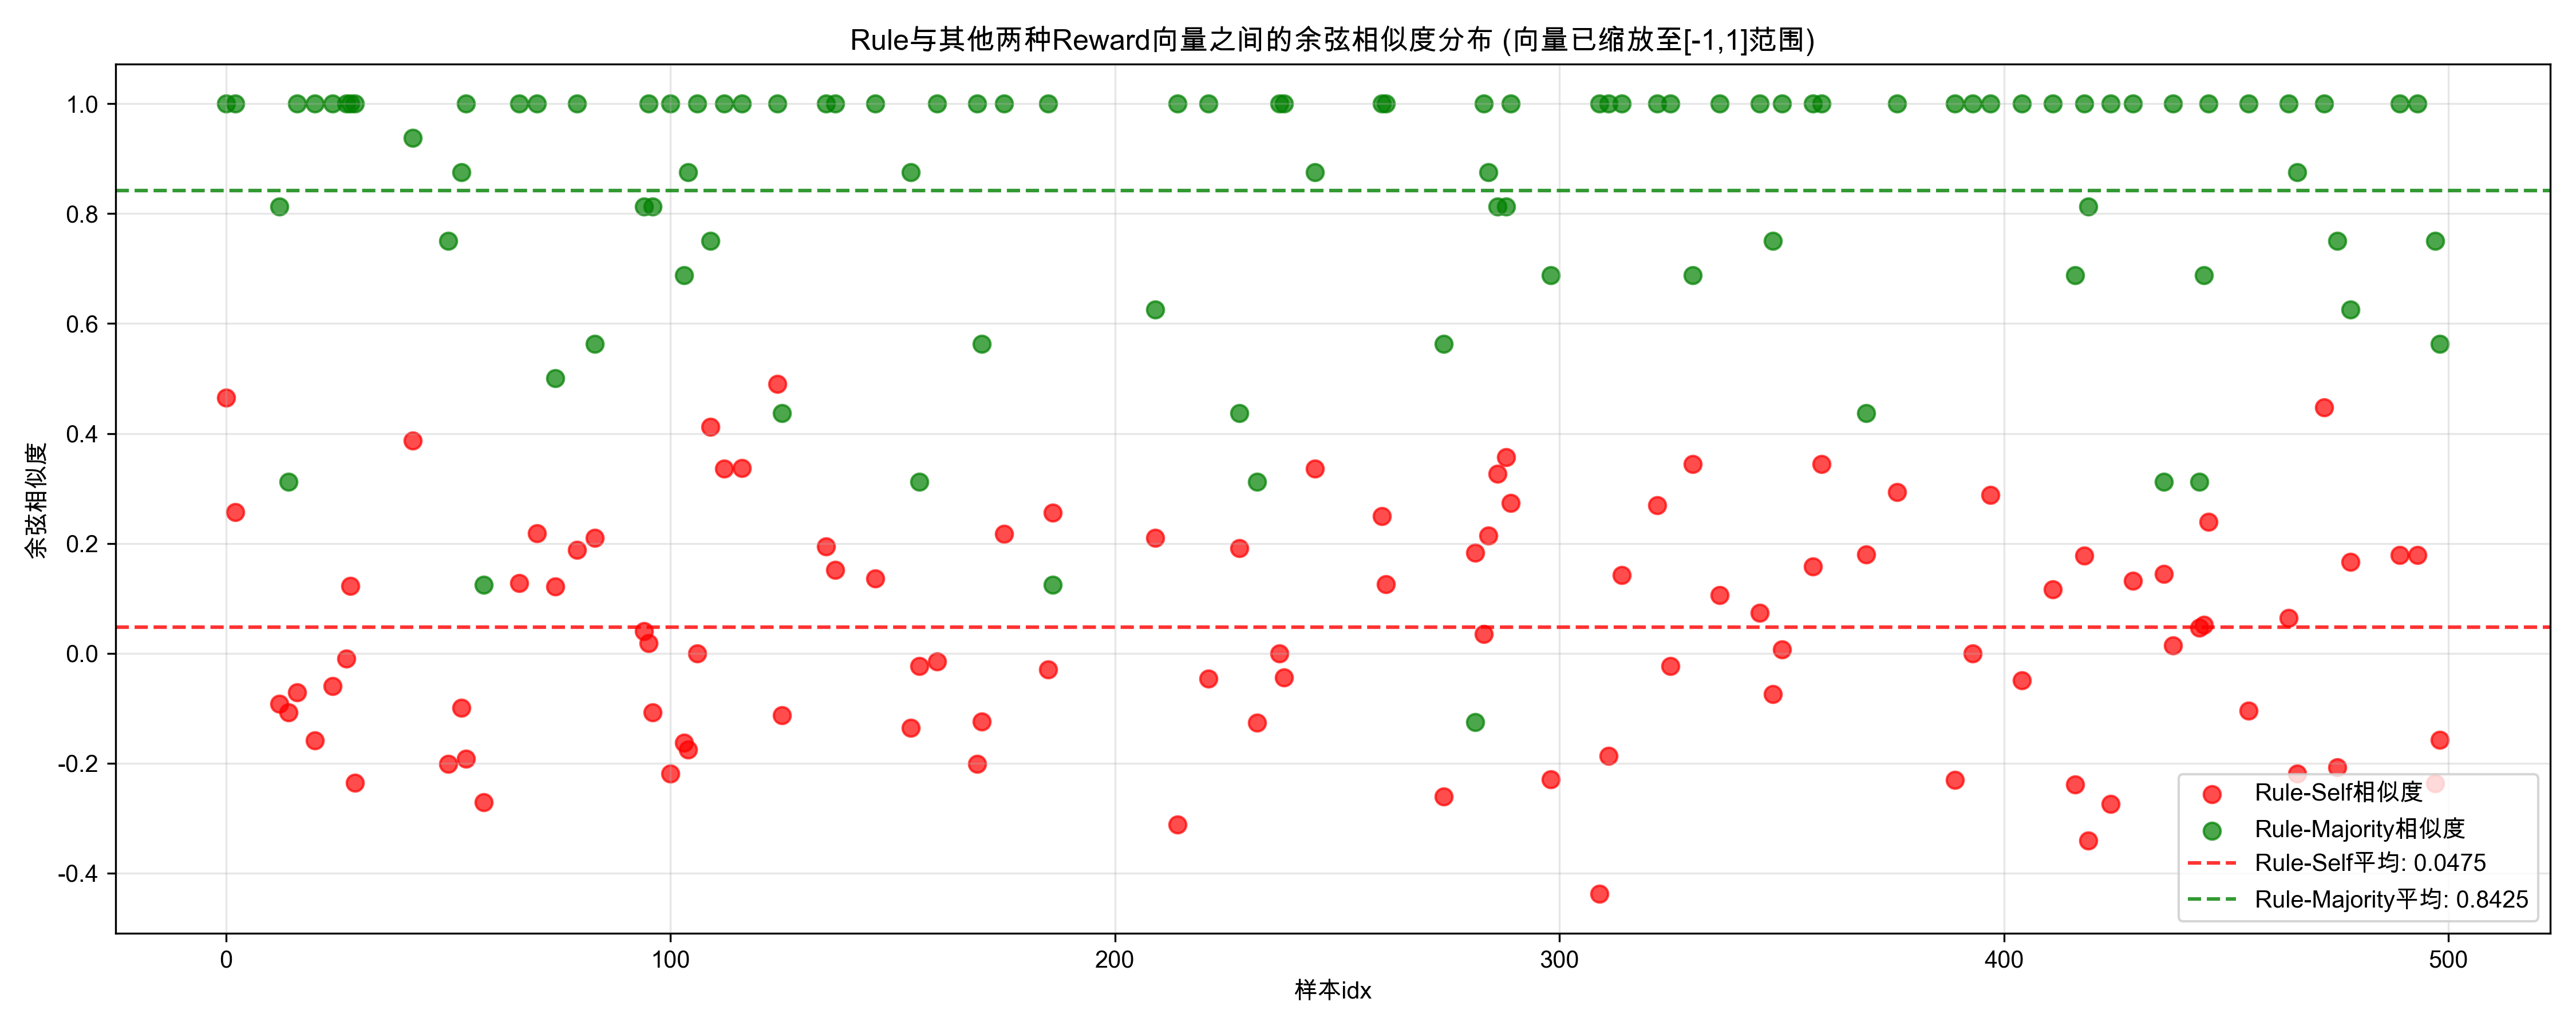 Rule与其他两种Reward向量之间的余弦相似度分布 (向量已缩放至[-1,1]范围)
余弦相似度
1.0
0.8
0.6
0.4
0.2
0.0
-0.2
-0.4
0
100
200
300
400
500
样本idx
Rule-Self相似度
Rule-Majority相似度
Rule-Self平均: 0.0475
Rule-Majority平均: 0.8425